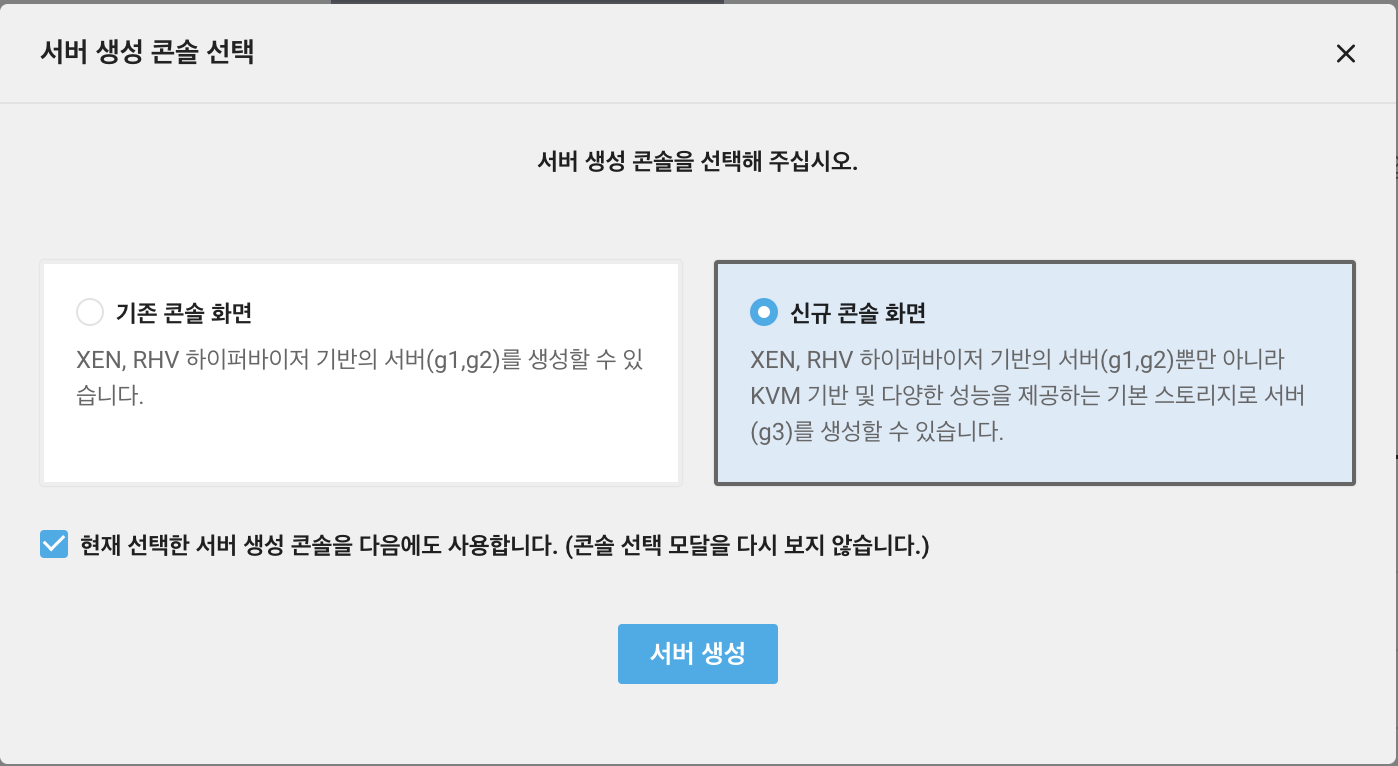 서버 생성 콘솔 선택
서버 생성 콘솔을 선택해 주십시오.
기존 콘솔 화면
XEN, RHV 하이퍼바이저 기반의 서버(g1,g2)를 생성할 수 있
습니다.
신규 콘솔 화면
XEN, RHV 하이퍼바이저 기반의 서버(g1,g2)뿐만 아니라
KVM 기반 및 다양한 성능을 제공하는 기본 스토리지로 서버
(g3)를 생성할 수 있습니다.
현재 선택한 서버 생성 콘솔을 다음에도 사용합니다. (콘솔 선택 모달을 다시 보지 않습니다.)
서버 생성